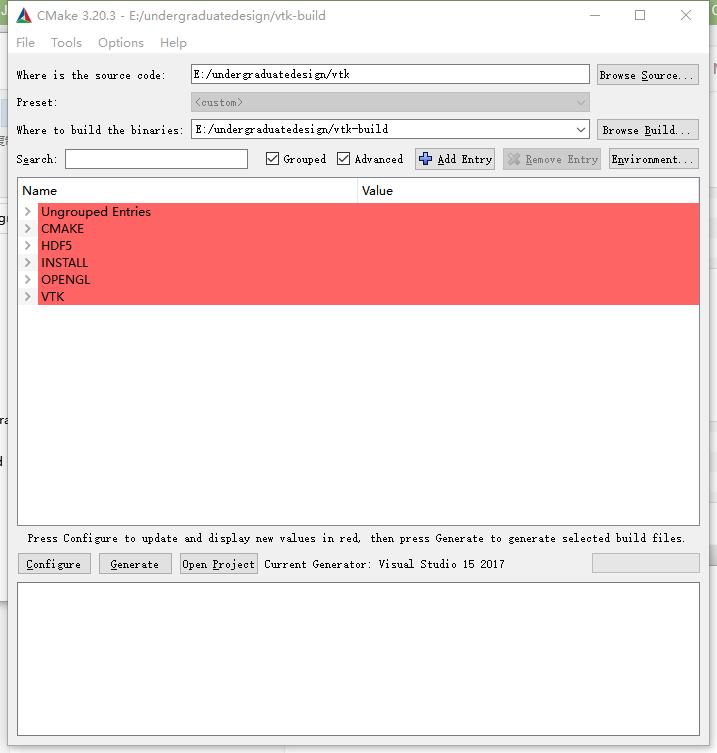 CMake 3.20.3 - E:/undergraduatedesign/vtk-build
File Tools Options Help
Where is the source code: E:/undergraduatedesign/vtk Browse Source...
Preset: <custom>
Where to build the binaries: E:/undergraduatedesign/vtk-build Browse Build...
Search: Grouped Advanced Add Entry Remove Entry Environment...
Name Value
Ungrouped Entries
CMAKE
HDF5
INSTALL
OPENGL
VTK
Press Configure to update and display new values in red, then press Generate to generate selected build files.
Configure Generate Open Project Current Generator: Visual Studio 15 2017